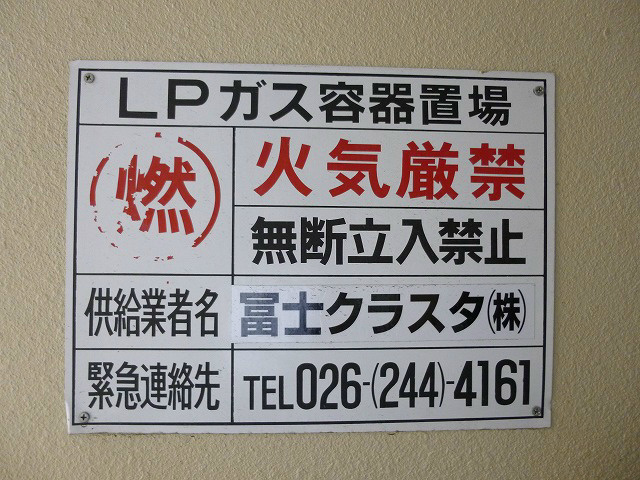 LPガス容器置場
燃
火気厳禁
無断立入禁止
供給業者名 冨士クラスタ㈱
緊急連絡先 TEL026-(244)-4161